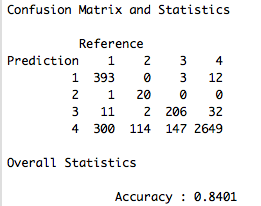 Confusion Matrix and Statistics
Reference
Prediction 1 2 3 4
1 393 0 3 12
2 1 20 0 0
3 11 2 206 32
4 300 114 147 2649
Overall Statistics
Accuracy : 0.8401